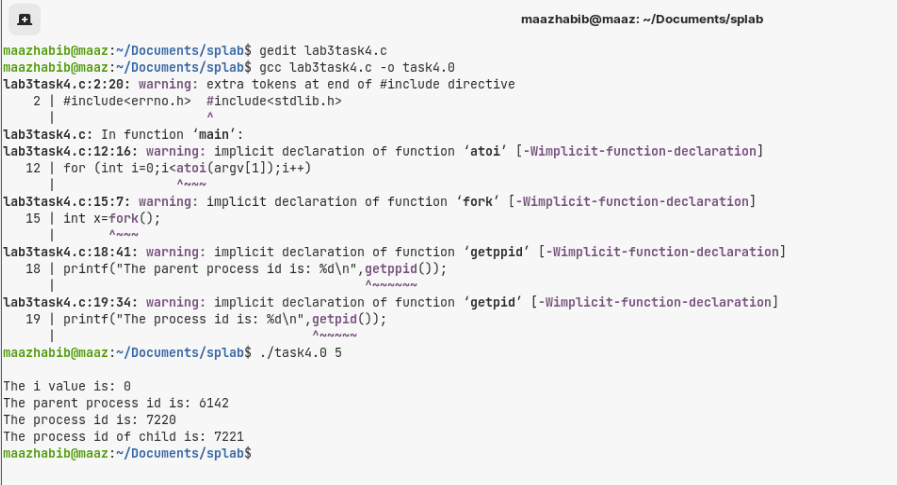 maazhabib@maaz: ~/Documents/splab
maazhabib@maaz:~/Documents/splab$ gedit lab3task4.c
maazhabib@maaz:~/Documents/splab$ gcc lab3task4.c -o task4.0
lab3task4.c:2:20: warning: extra tokens at end of #include directive
    2 | #include<errno.h>  #include<stdlib.h>
      |                    ^
lab3task4.c: In function ‘main’:
lab3task4.c:12:16: warning: implicit declaration of function ‘atoi’ [-Wimplicit-function-declaration]
   12 | for (int i=0;i<atoi(argv[1]);i++)
      |                ^~~~
lab3task4.c:15:7: warning: implicit declaration of function ‘fork’ [-Wimplicit-function-declaration]
   15 | int x=fork();
      |       ^~~~
lab3task4.c:18:41: warning: implicit declaration of function ‘getppid’ [-Wimplicit-function-declaration]
   18 | printf("The parent process id is: %d\n",getppid());
      |                                         ^~~~~~~
lab3task4.c:19:34: warning: implicit declaration of function ‘getpid’ [-Wimplicit-function-declaration]
   19 | printf("The process id is: %d\n",getpid());
      |                                  ^~~~~~
maazhabib@maaz:~/Documents/splab$ ./task4.0 5

The i value is: 0
The parent process id is: 6142
The process id is: 7220
The process id of child is: 7221
maazhabib@maaz:~/Documents/splab$